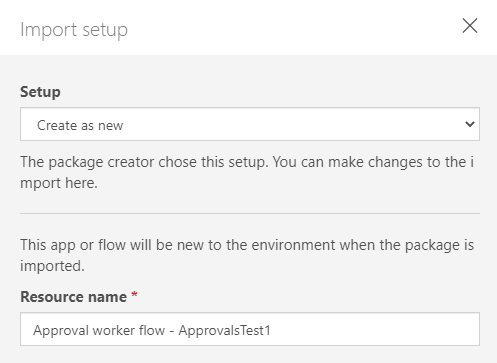 Import setup
Setup
Create as new
The package creator chose this setup. You can make changes to the i
mport here.
This app or flow will be new to the environment when the package is
imported.
Resource name *
Approval worker flow - ApprovalsTest1